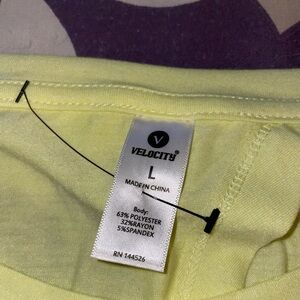 V
VELOCITY®
L
MADE IN CHINA
Body:
63% POLYESTER
32%RAYON
5%SPANDEX
RN 144526